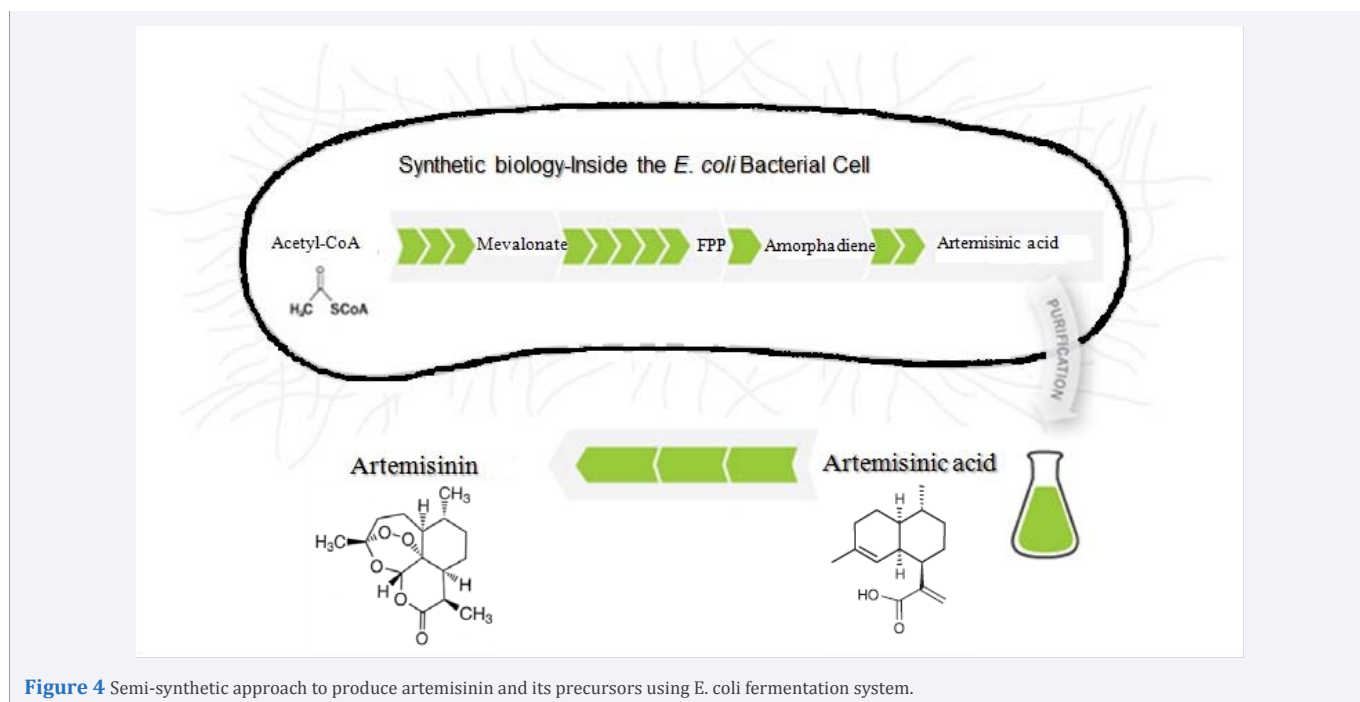 Synthetic biology-Inside the E. coli Bacterial Cell
Acetyl-CoA
Mevalonate
FPP
Amorphadiene
Artemisinic acid
O
H₃C SCoA
PURIFICATION
Artemisinin
Artemisinic acid
CH₃
H
H₃C
O-O
O
H
H
O
CH₃
O
H
H
HO
O
Figure 4 Semi-synthetic approach to produce artemisinin and its precursors using E. coli fermentation system.